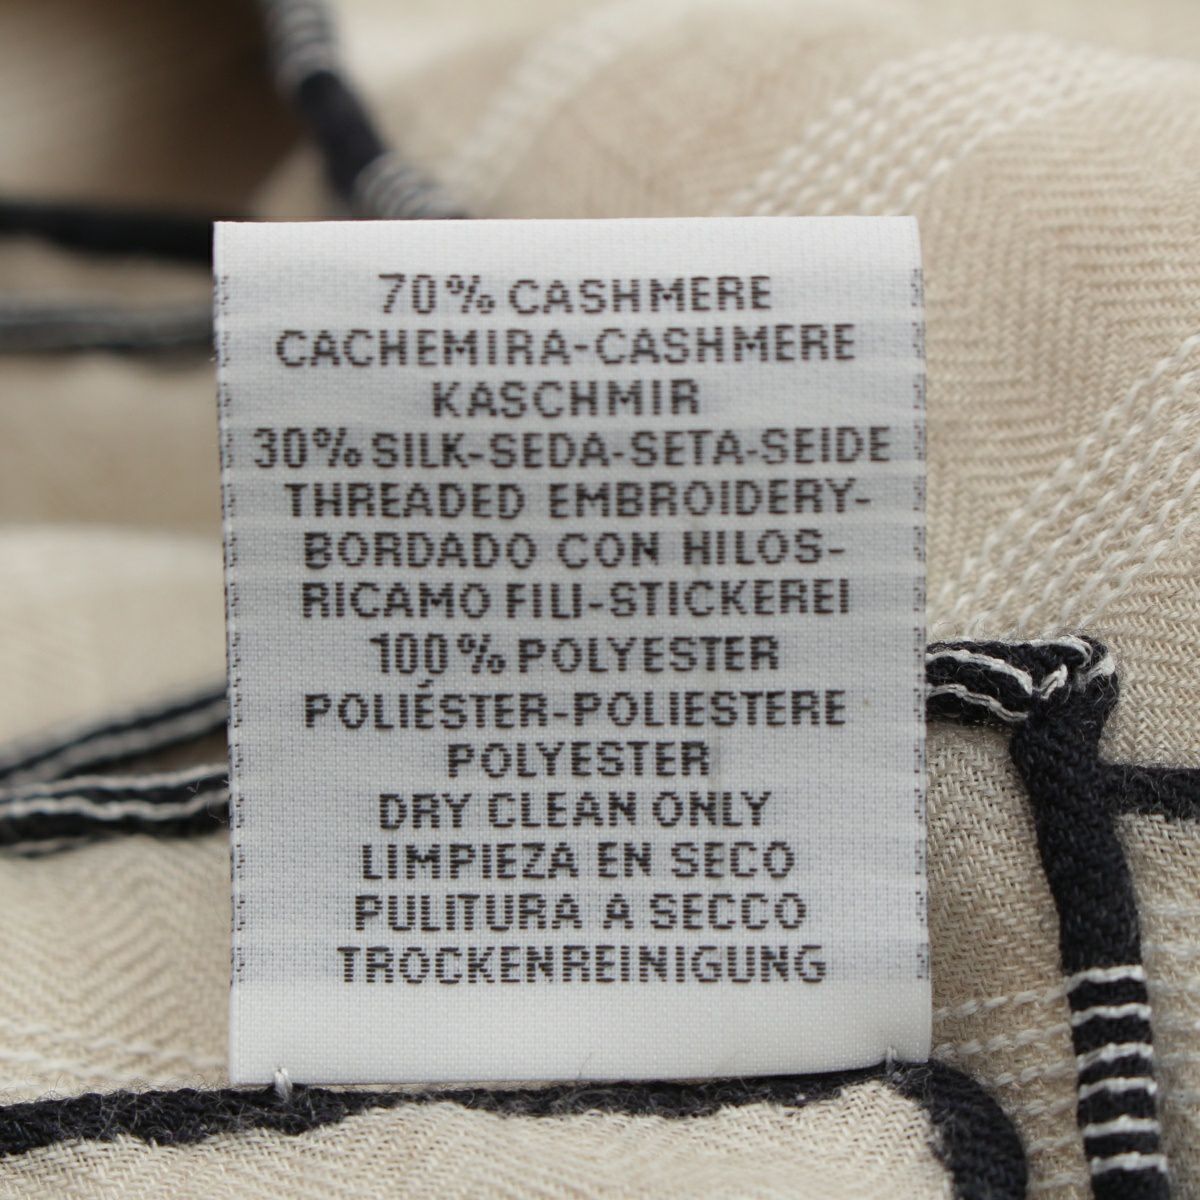 70% CASHMERE
CACHEMIRA-CASHMERE
KASCHMIR
30% SILK-SEDA-SETA-SEIDE
THREADED EMBROIDERY-
BORDADO CON HILOS-
RICAMO FILI-STICKEREI
100% POLYESTER
POLIÉSTER-POLIESTERE
POLYESTER
DRY CLEAN ONLY
LIMPIEZA EN SECO
PULITURA A SECCO
TROCKENREINIGUNG